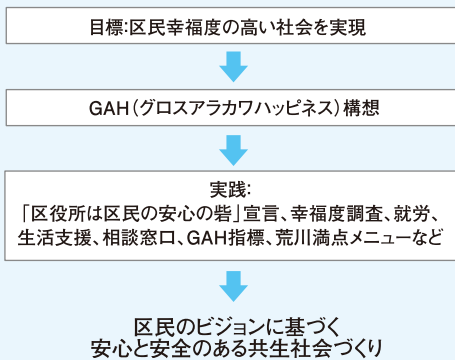 目標:区民幸福度の高い社会を実現
GAH(グロスアラカワハッピネス)構想
実践:
「区役所は区民の安心の砦」宣言、幸福度調査、就労、
生活支援、相談窓口、GAH指標、荒川満点メニューなど
区民のビジョンに基づく
安心と安全のある共生社会づくり